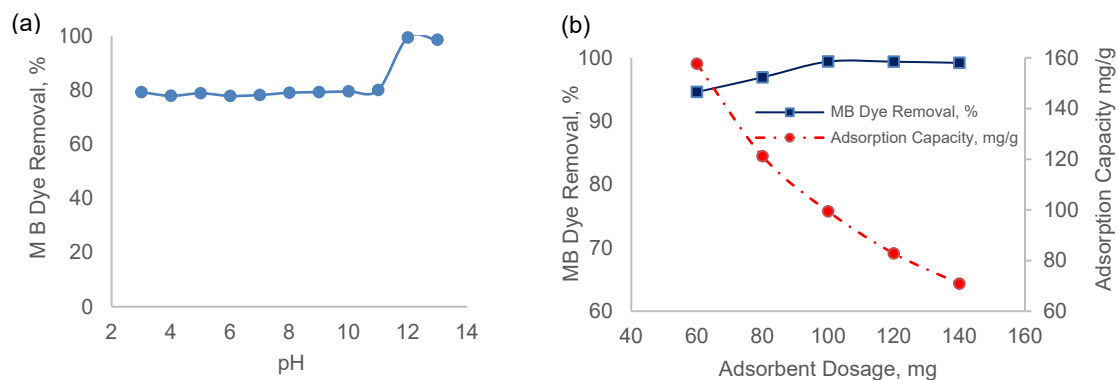 (a)
M B Dye Removal, %
100
80
60
40
20
0
2 4 6 8 10 12 14
pH
(b)
MB Dye Removal, %
100
90
80
70
60
MB Dye Removal, %
Adsorption Capacity, mg/g
160
140
120
100
80
60
Adsorption Capacity mg/g
40 60 80 100 120 140 160
Adsorbent Dosage, mg